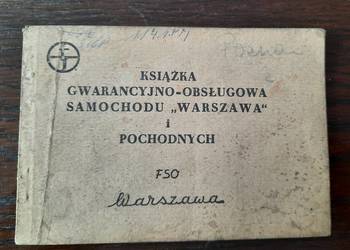 KSIĄŻKA
GWARANCYJNO-OBSŁUGOWA
SAMOCHODU „WARSZAWA“
i
POCHODNYCH
FSO
Warszawa